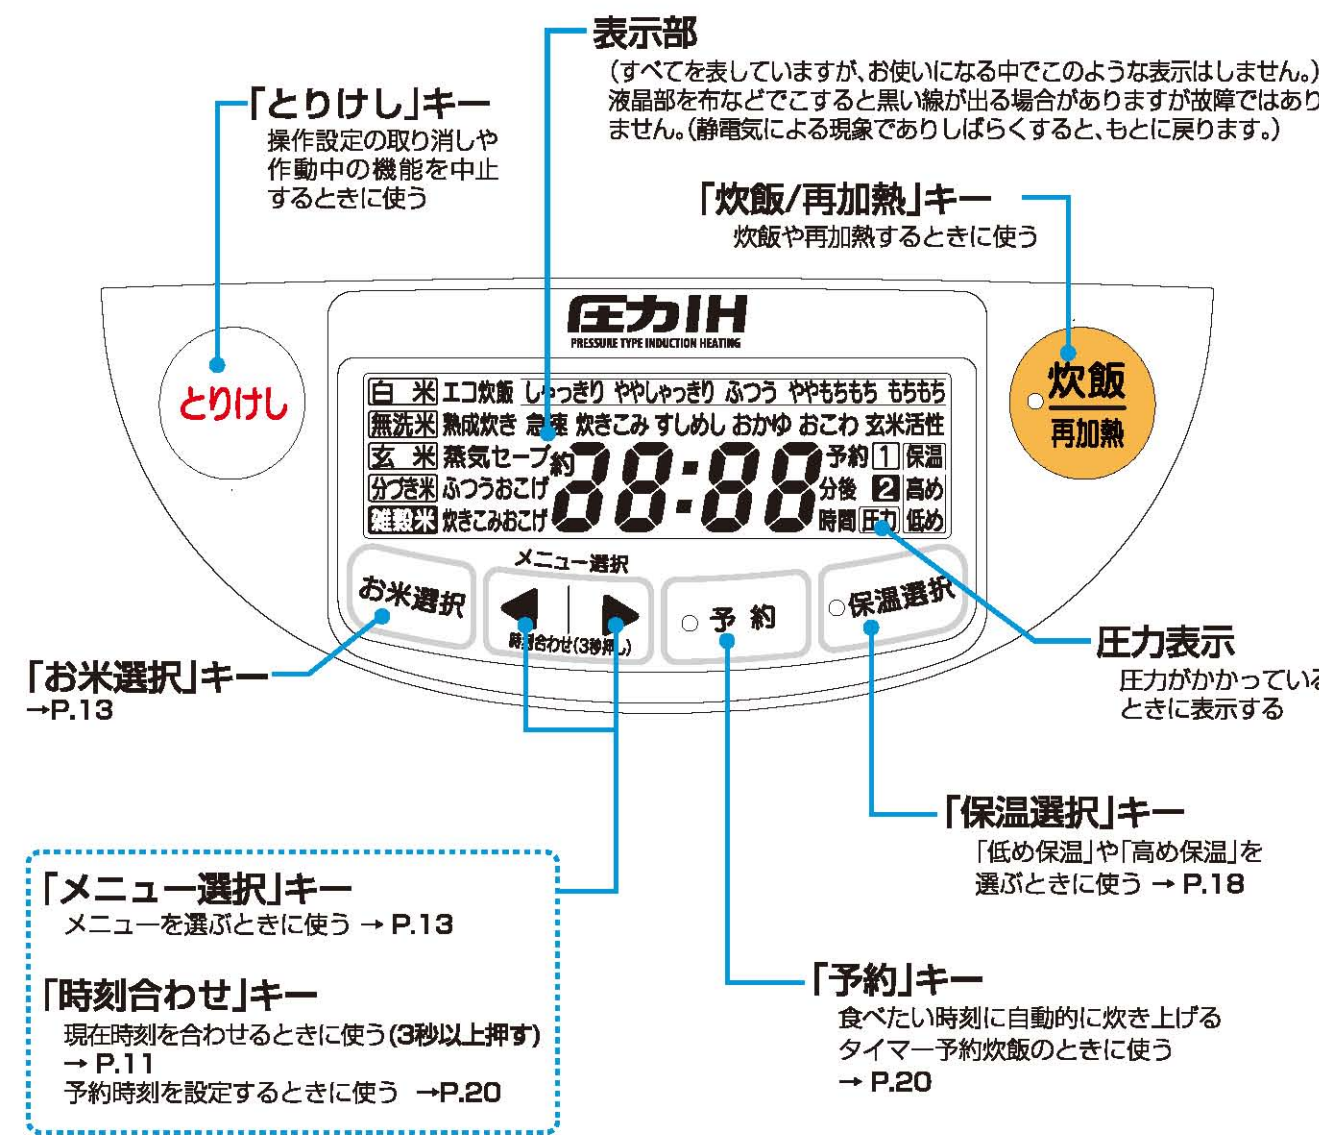 表示部
(すべてを表していますが、お使いになる中でこのような表示はしません。)
液晶部を布などでこすると黒い線が出る場合がありますが故障ではあり
ません。(静電気による現象でありしばらくすると、もとに戻ります。)
「とりけし」キー
操作設定の取り消しや
作動中の機能を中止
するときに使う
「炊飯/再加熱」キー
炊飯や再加熱するときに使う
圧力IH
PRESSURE TYPE INDUCTION HEATING
とりけし
炊飯
再加熱
白米 エコ炊飯 しゃっきり ややしゃっきり ふつう ややもちもち もちもち
無洗米 熟成炊き 急速 炊きこみ すしめし おかゆ おこわ 玄米活性
玄米 蒸気セーブ 約 28:88 予約 1 保温
分づき米 ふつうおこげ 分後 2 高め
雑穀米 炊きこみおこげ 時間 圧力 低め
メニュー選択
お米選択
◀ ▶
時刻合わせ(3秒押し)
予約
保温選択
「お米選択」キー
→P.13
圧力表示
圧力がかかっている
ときに表示する
「保温選択」キー
「低め保温」や「高め保温」を
選ぶときに使う → P.18
「メニュー選択」キー
メニューを選ぶときに使う → P.13
「時刻合わせ」キー
現在時刻を合わせるときに使う(3秒以上押す)
→ P.11
予約時刻を設定するときに使う →P.20
「予約」キー
食べたい時刻に自動的に炊き上げる
タイマー予約炊飯のときに使う
→ P.20